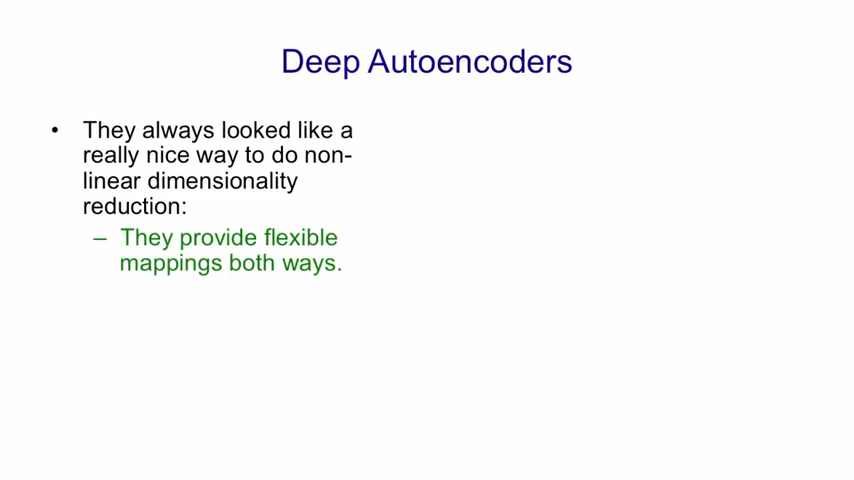 Deep Autoencoders
• They always looked like a
really nice way to do non-
linear dimensionality
reduction:
– They provide flexible
mappings both ways.